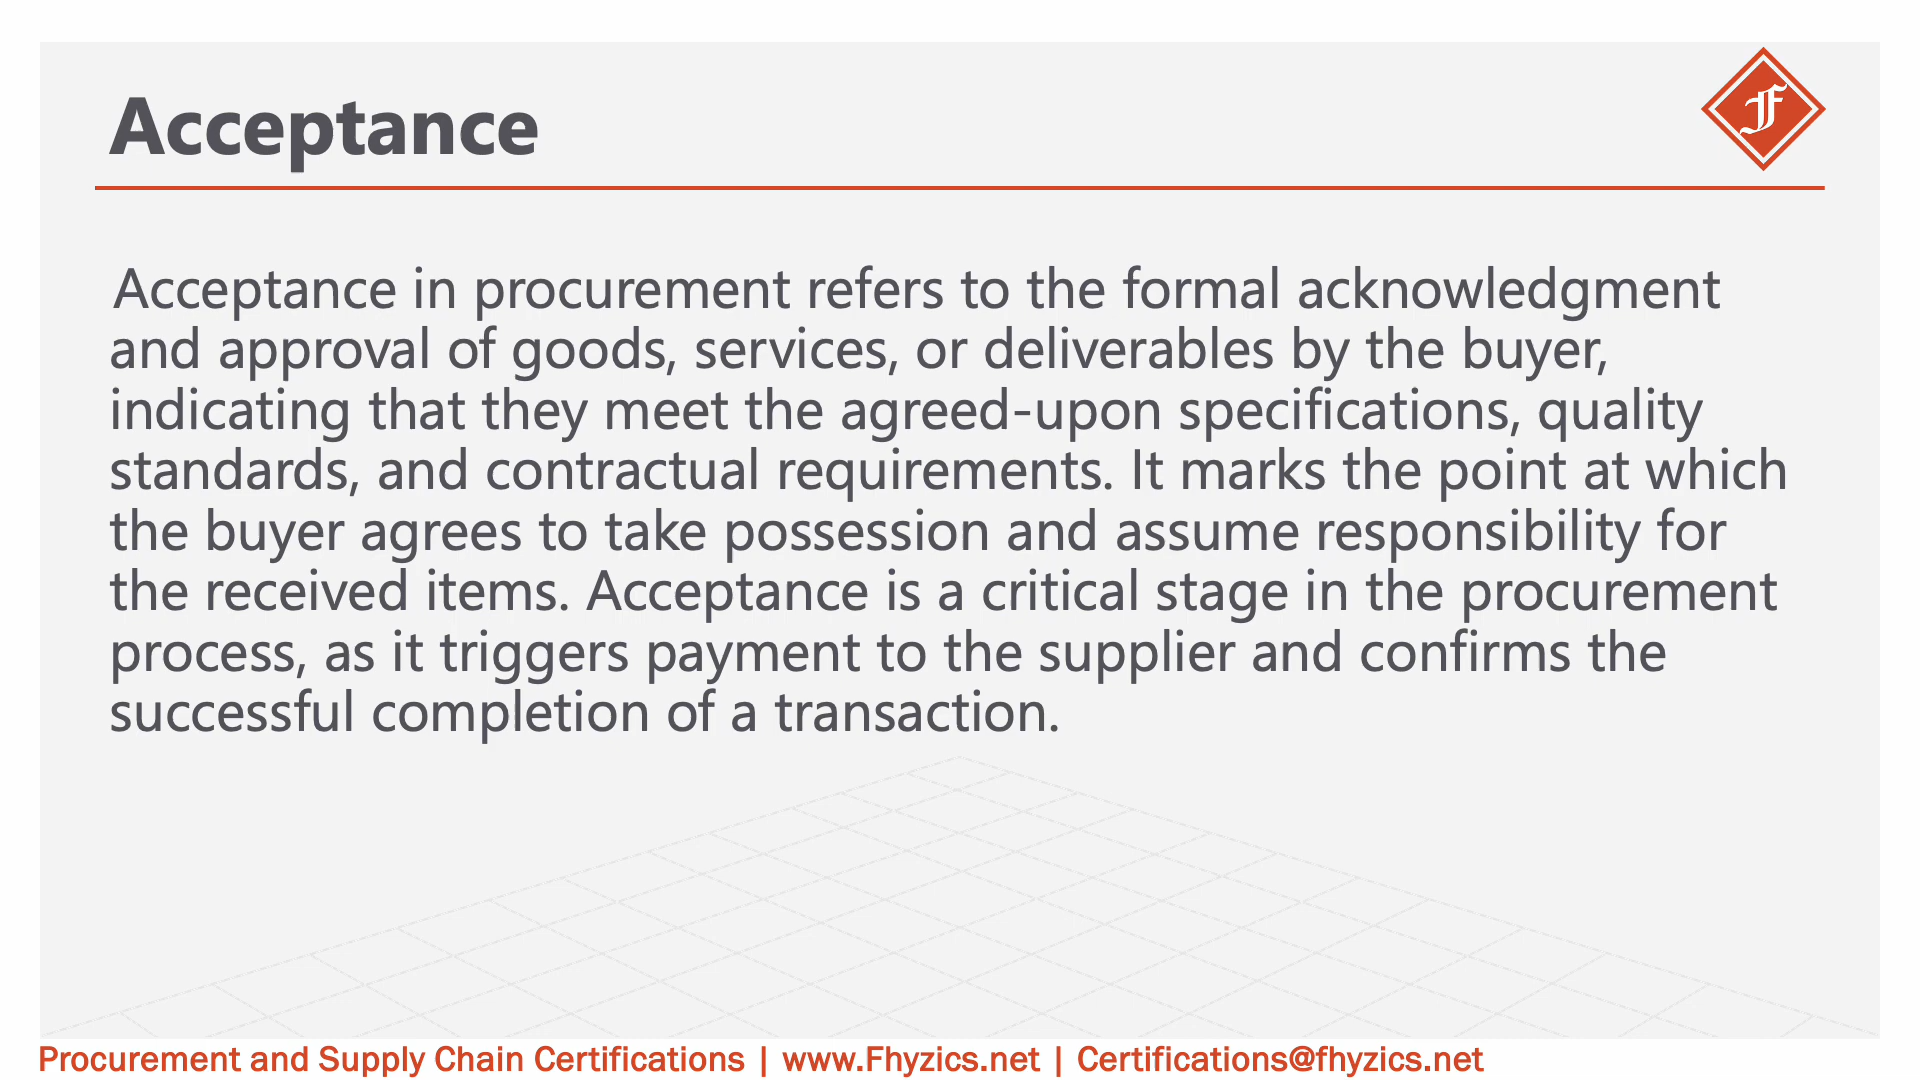 Acceptance
F
Acceptance in procurement refers to the formal acknowledgment
and approval of goods, services, or deliverables by the buyer,
indicating that they meet the agreed-upon specifications, quality
standards, and contractual requirements. It marks the point at which
the buyer agrees to take possession and assume responsibility for
the received items. Acceptance is a critical stage in the procurement
process, as it triggers payment to the supplier and confirms the
successful completion of a transaction.
Procurement and Supply Chain Certifications | www.Fhyzics.net | Certifications@fhyzics.net